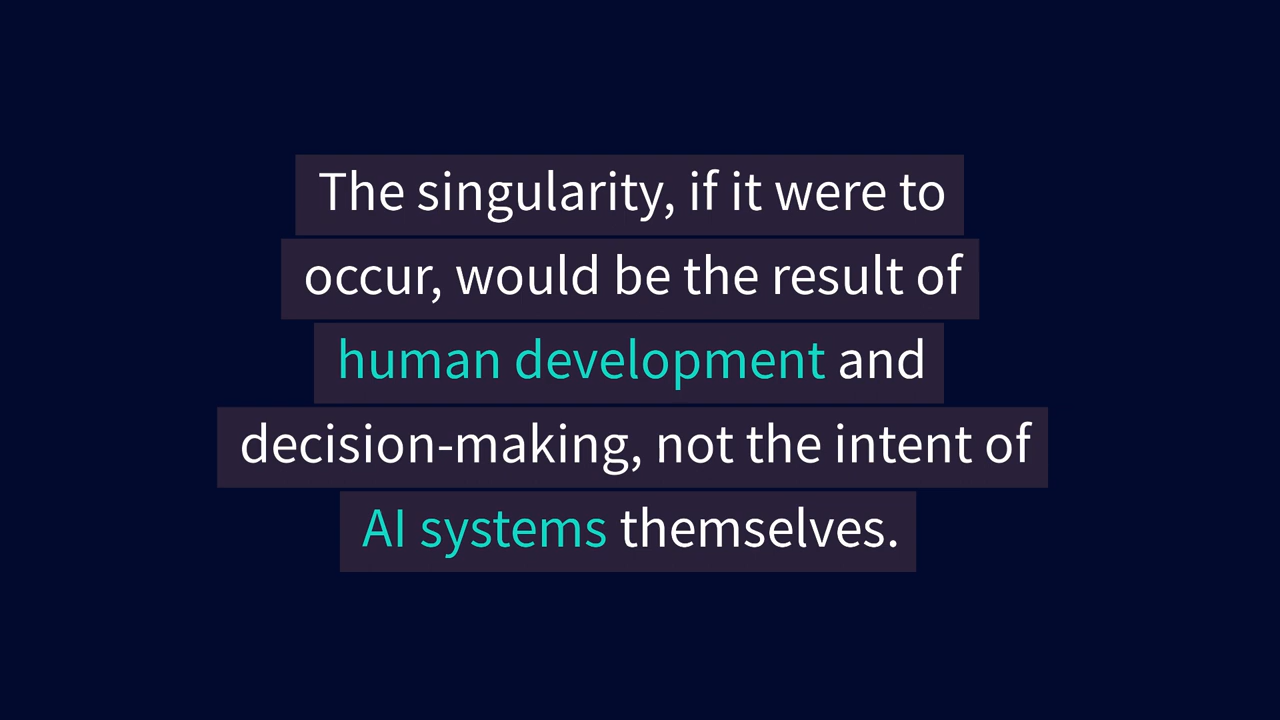 The singularity, if it were to
occur, would be the result of
human development and
decision-making, not the intent of
AI systems themselves.